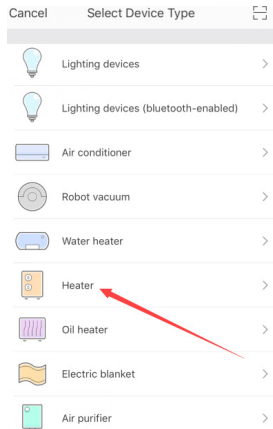 Cancel Select Device Type
Lighting devices
Lighting devices (bluetooth-enabled)
Air conditioner
Robot vacuum
Water heater
Heater
Oil heater
Electric blanket
Air purifier